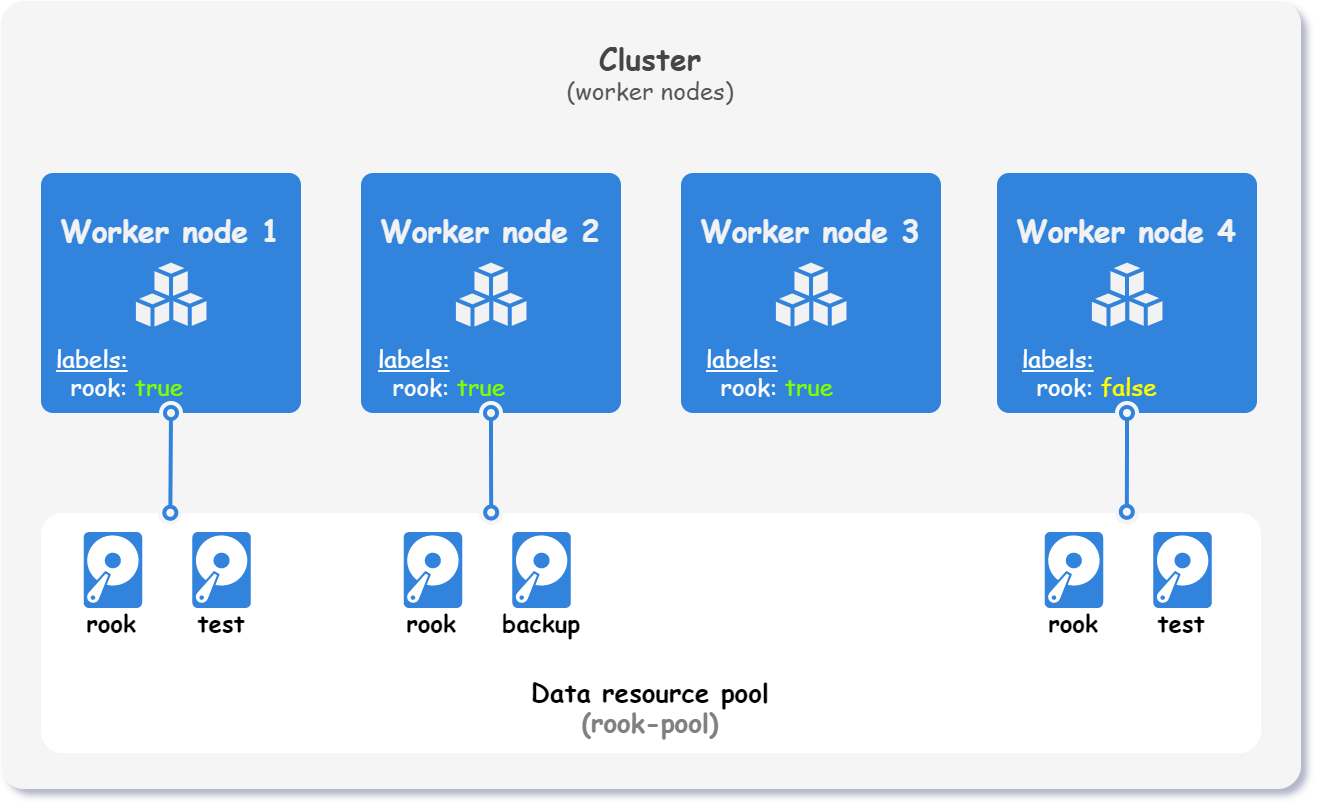 Cluster
(worker nodes)
Worker node 1
labels:
rook: true
Worker node 2
labels:
rook: true
Worker node 3
labels:
rook: true
Worker node 4
labels:
rook: false
rook
test
rook
backup
rook
test
Data resource pool
(rook-pool)